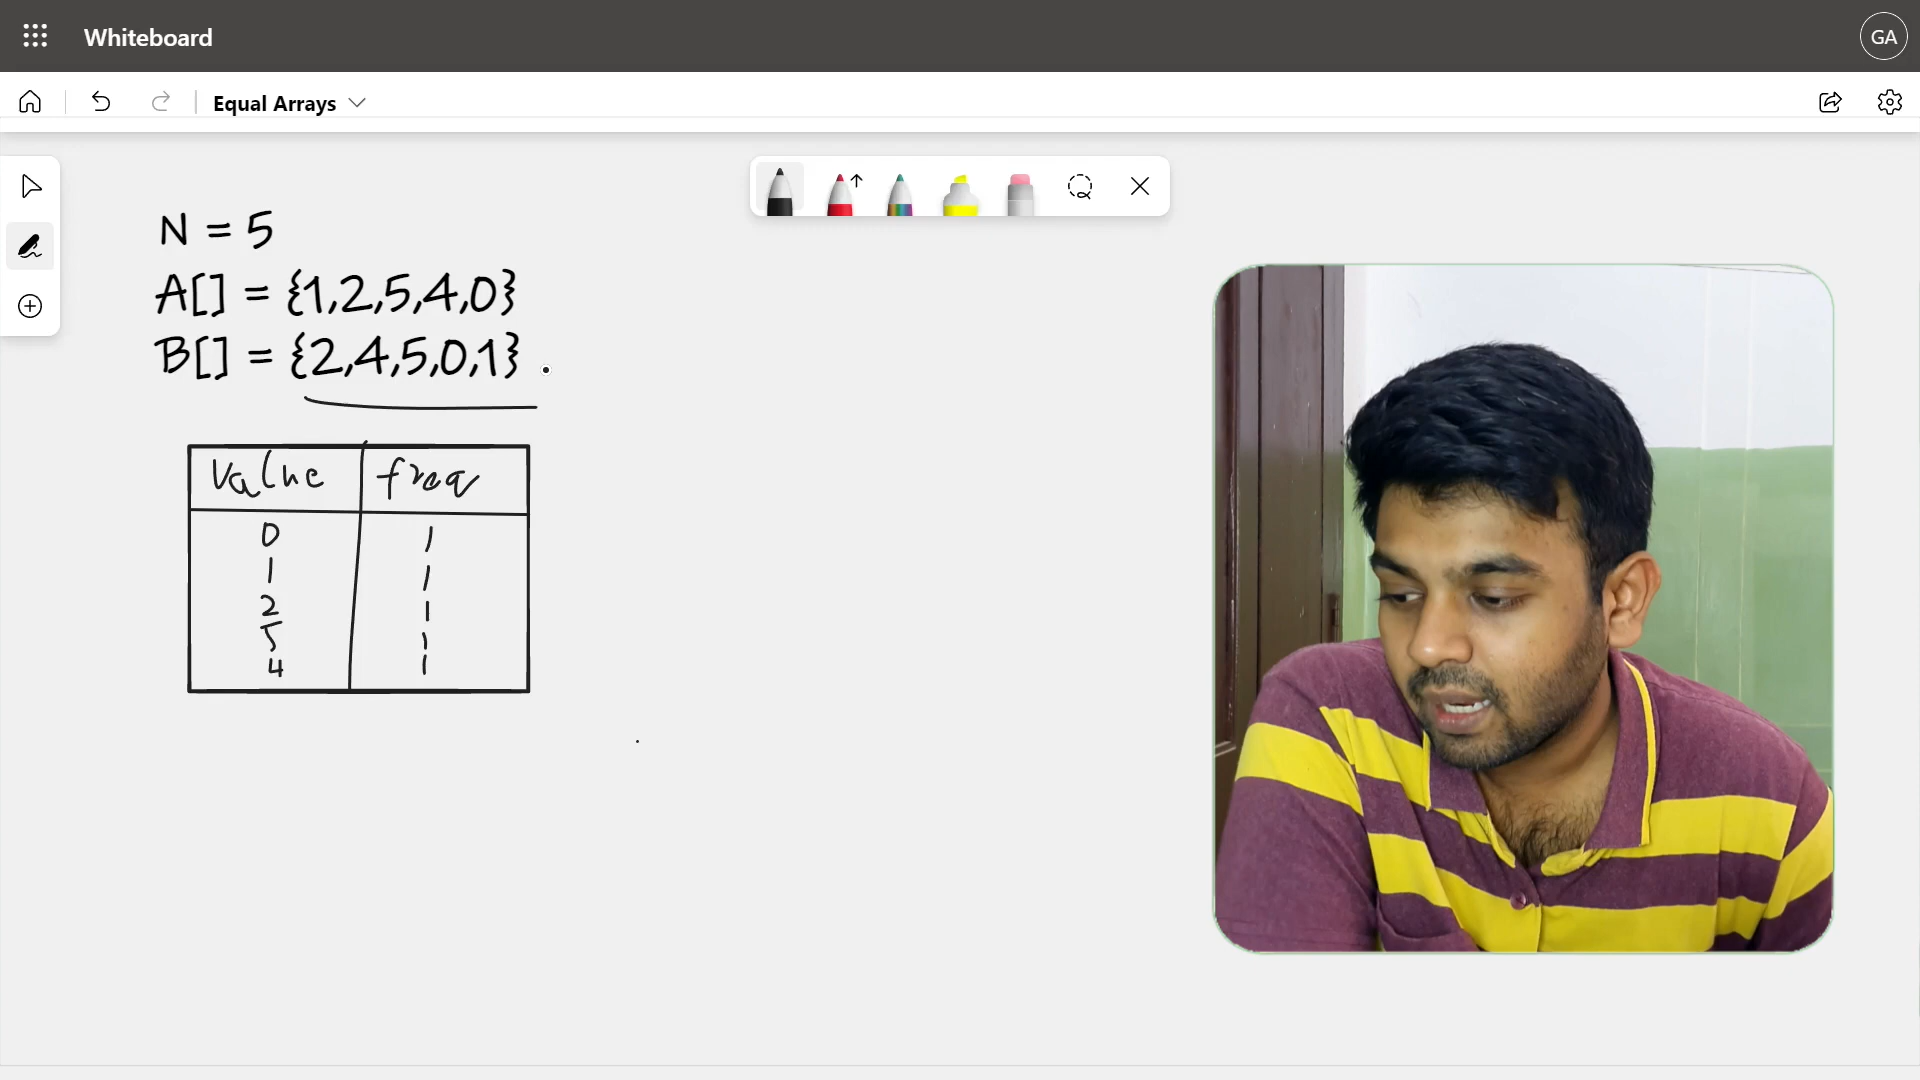 Whiteboard
GA
Equal Arrays
N = 5
A[] = {1,2,5,4,0}
B[] = {2,4,5,0,1}
Value freq
0 1
1 1
2 1
5 1
4 1